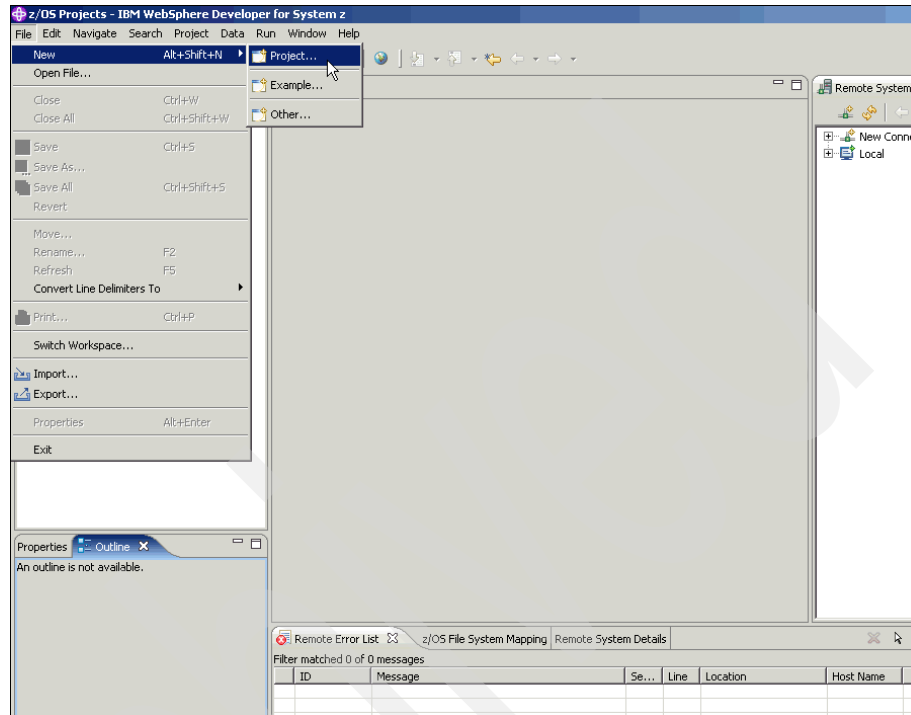 z/OS Projects - IBM WebSphere Developer for System z
File Edit Navigate Search Project Data Run Window Help
New Alt+Shift+N
Project...
Example...
Other...
Open File...
Close Ctrl+W
Close All Ctrl+Shift+W
Save Ctrl+S
Save As...
Save All Ctrl+Shift+S
Revert
Move...
Rename... F2
Refresh F5
Convert Line Delimiters To
Print... Ctrl+P
Switch Workspace...
Import...
Export...
Properties Alt+Enter
Exit
Remote System
New Conne
Local
Properties Outline
An outline is not available.
Remote Error List z/OS File System Mapping Remote System Details
Filter matched 0 of 0 messages
ID Message Se... Line Location Host Name